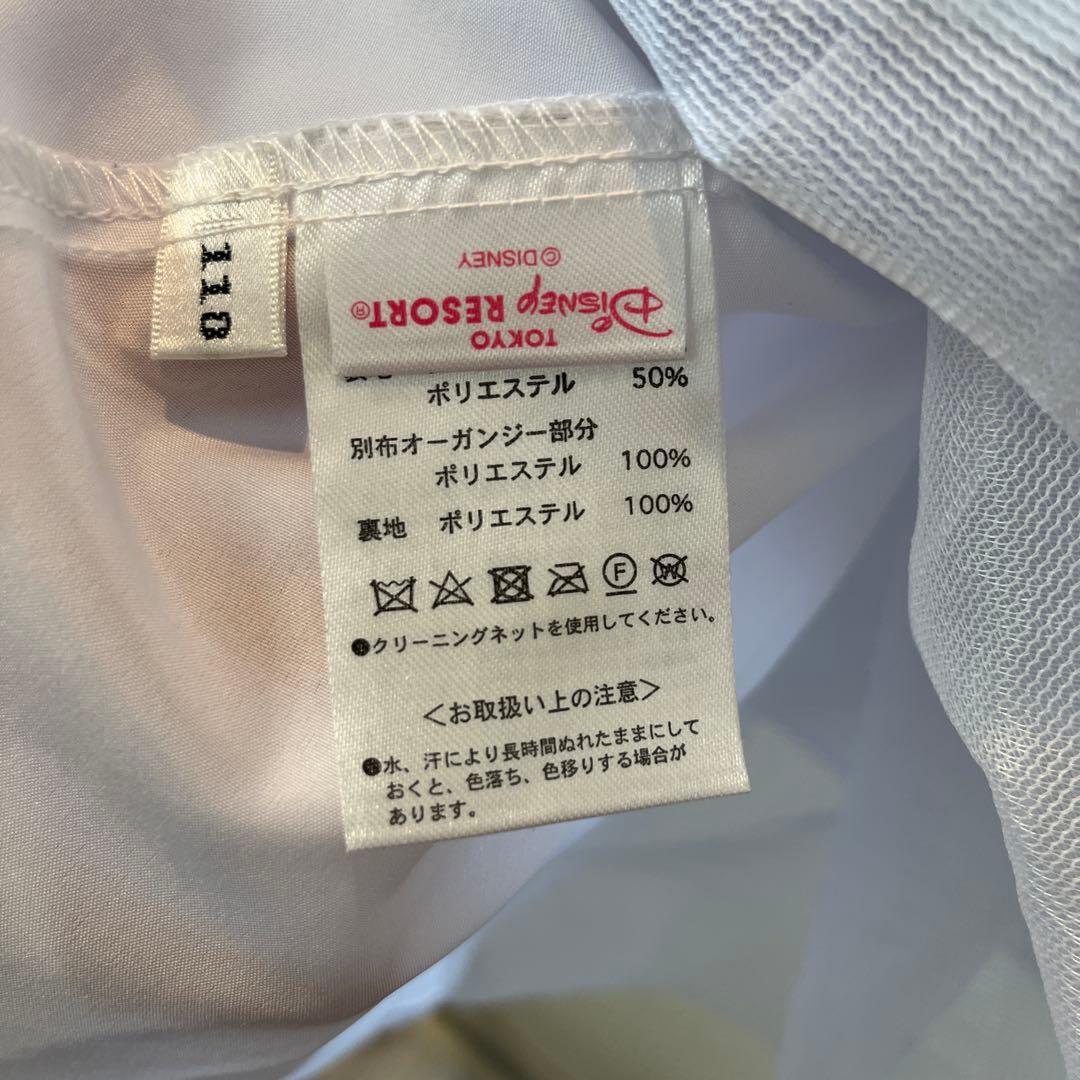 110
© DISNEY
TOKYO
DISNEY RESORT®
ポリエステル 50%
別布オーガンジー部分
ポリエステル 100%
裏地 ポリエステル 100%
F W
●クリーニングネットを使用してください。
<お取扱い上の注意>
●水、汗により長時間ぬれたままにして
おくと、色落ち、色移りする場合が
あります。